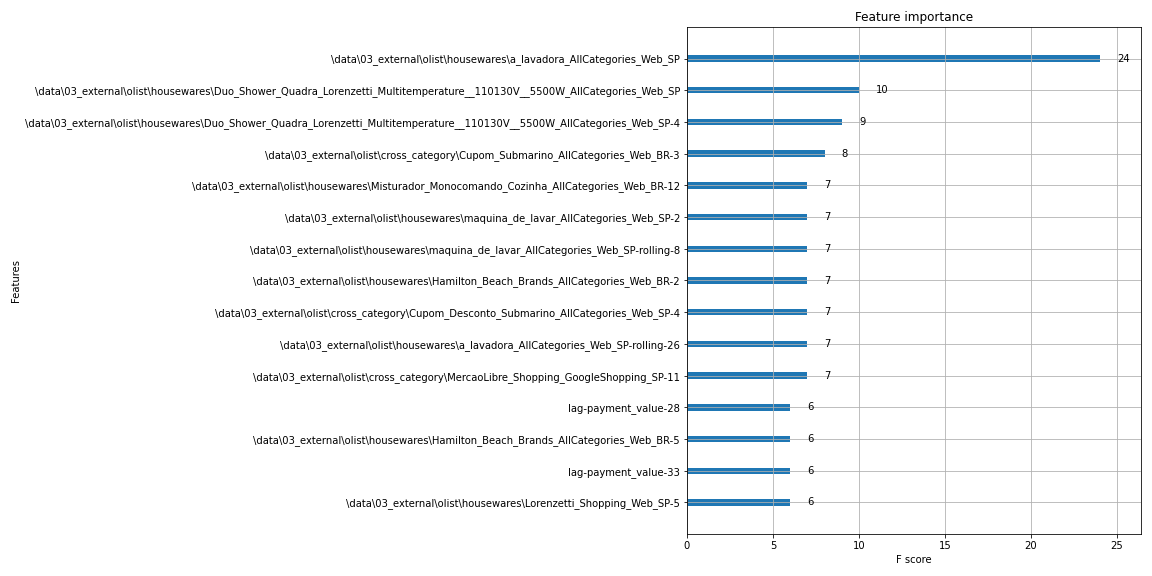 Feature importance
\data\03_external\olist\housewares\a_lavadora_AllCategories_Web_SP
24
\data\03_external\olist\housewares\Duo_Shower_Quadra_Lorenzetti_Multitemperature__110130V__5500W_AllCategories_Web_SP
10
\data\03_external\olist\housewares\Duo_Shower_Quadra_Lorenzetti_Multitemperature__110130V__5500W_AllCategories_Web_SP-4
9
\data\03_external\olist\cross_category\Cupom_Submarino_AllCategories_Web_BR-3
8
\data\03_external\olist\housewares\Misturador_Monocomando_Cozinha_AllCategories_Web_BR-12
7
\data\03_external\olist\housewares\maquina_de_lavar_AllCategories_Web_SP-2
7
\data\03_external\olist\housewares\maquina_de_lavar_AllCategories_Web_SP-rolling-8
7
\data\03_external\olist\housewares\Hamilton_Beach_Brands_AllCategories_Web_BR-2
7
\data\03_external\olist\cross_category\Cupom_Desconto_Submarino_AllCategories_Web_SP-4
7
\data\03_external\olist\housewares\a_lavadora_AllCategories_Web_SP-rolling-26
7
\data\03_external\olist\cross_category\MercaoLibre_Shopping_GoogleShopping_SP-11
7
lag-payment_value-28
6
\data\03_external\olist\housewares\Hamilton_Beach_Brands_AllCategories_Web_BR-5
6
lag-payment_value-33
6
\data\03_external\olist\housewares\Lorenzetti_Shopping_Web_SP-5
6
Features
0 5 10 15 20 25
F score